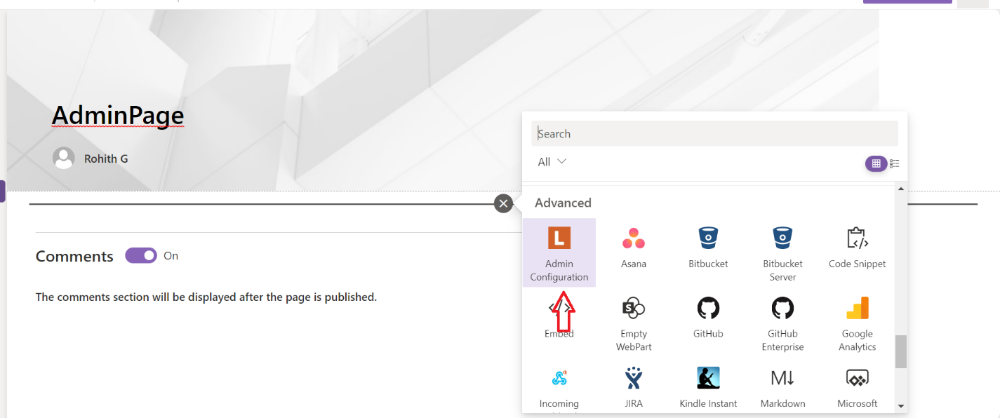 AdminPage
Rohith G
Search
All
Advanced
L
Admin
Configuration
Asana
Bitbucket
Bitbucket
Server
Code Snippet
Comments
On
The comments section will be displayed after the page is published.
Embed
S
Empty
WebPart
GitHub
GitHub
Enterprise
Google
Analytics
M↓
Incoming
JIRA
Kindle Instant
Markdown
Microsoft